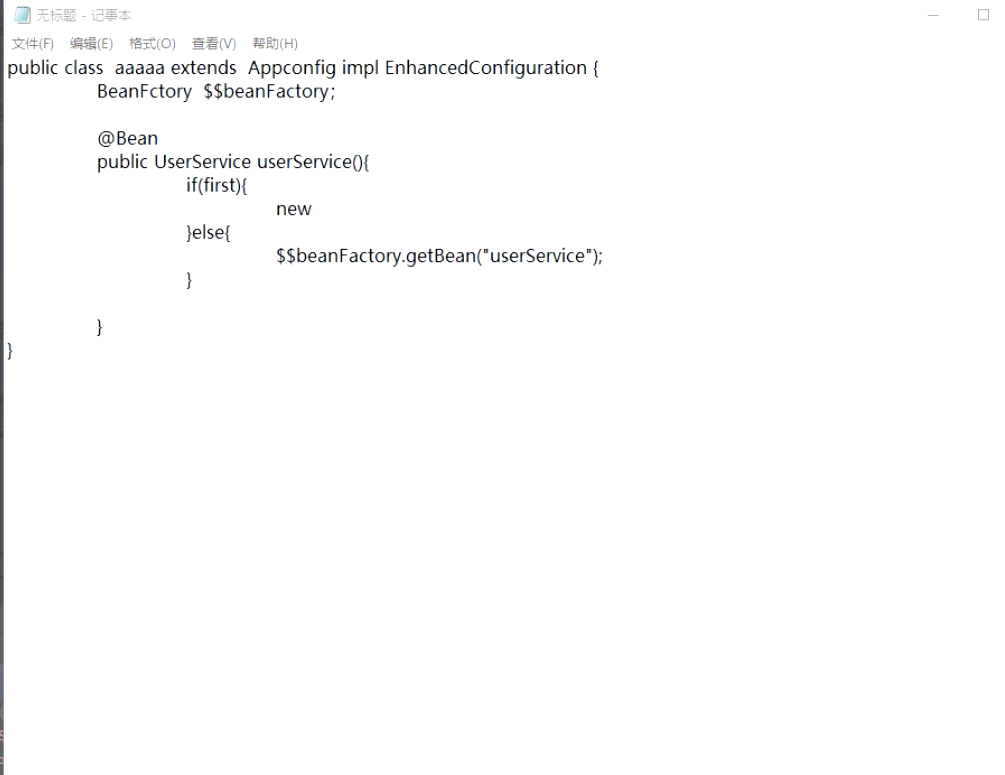 无标题 - 记事本
文件(F) 编辑(E) 格式(O) 查看(V) 帮助(H)
public class aaaaa extends Appconfig impl EnhancedConfiguration {
BeanFctory $$beanFactory;
@Bean
public UserService userService(){
if(first){
new
}else{
$$beanFactory.getBean("userService");
}
}
}